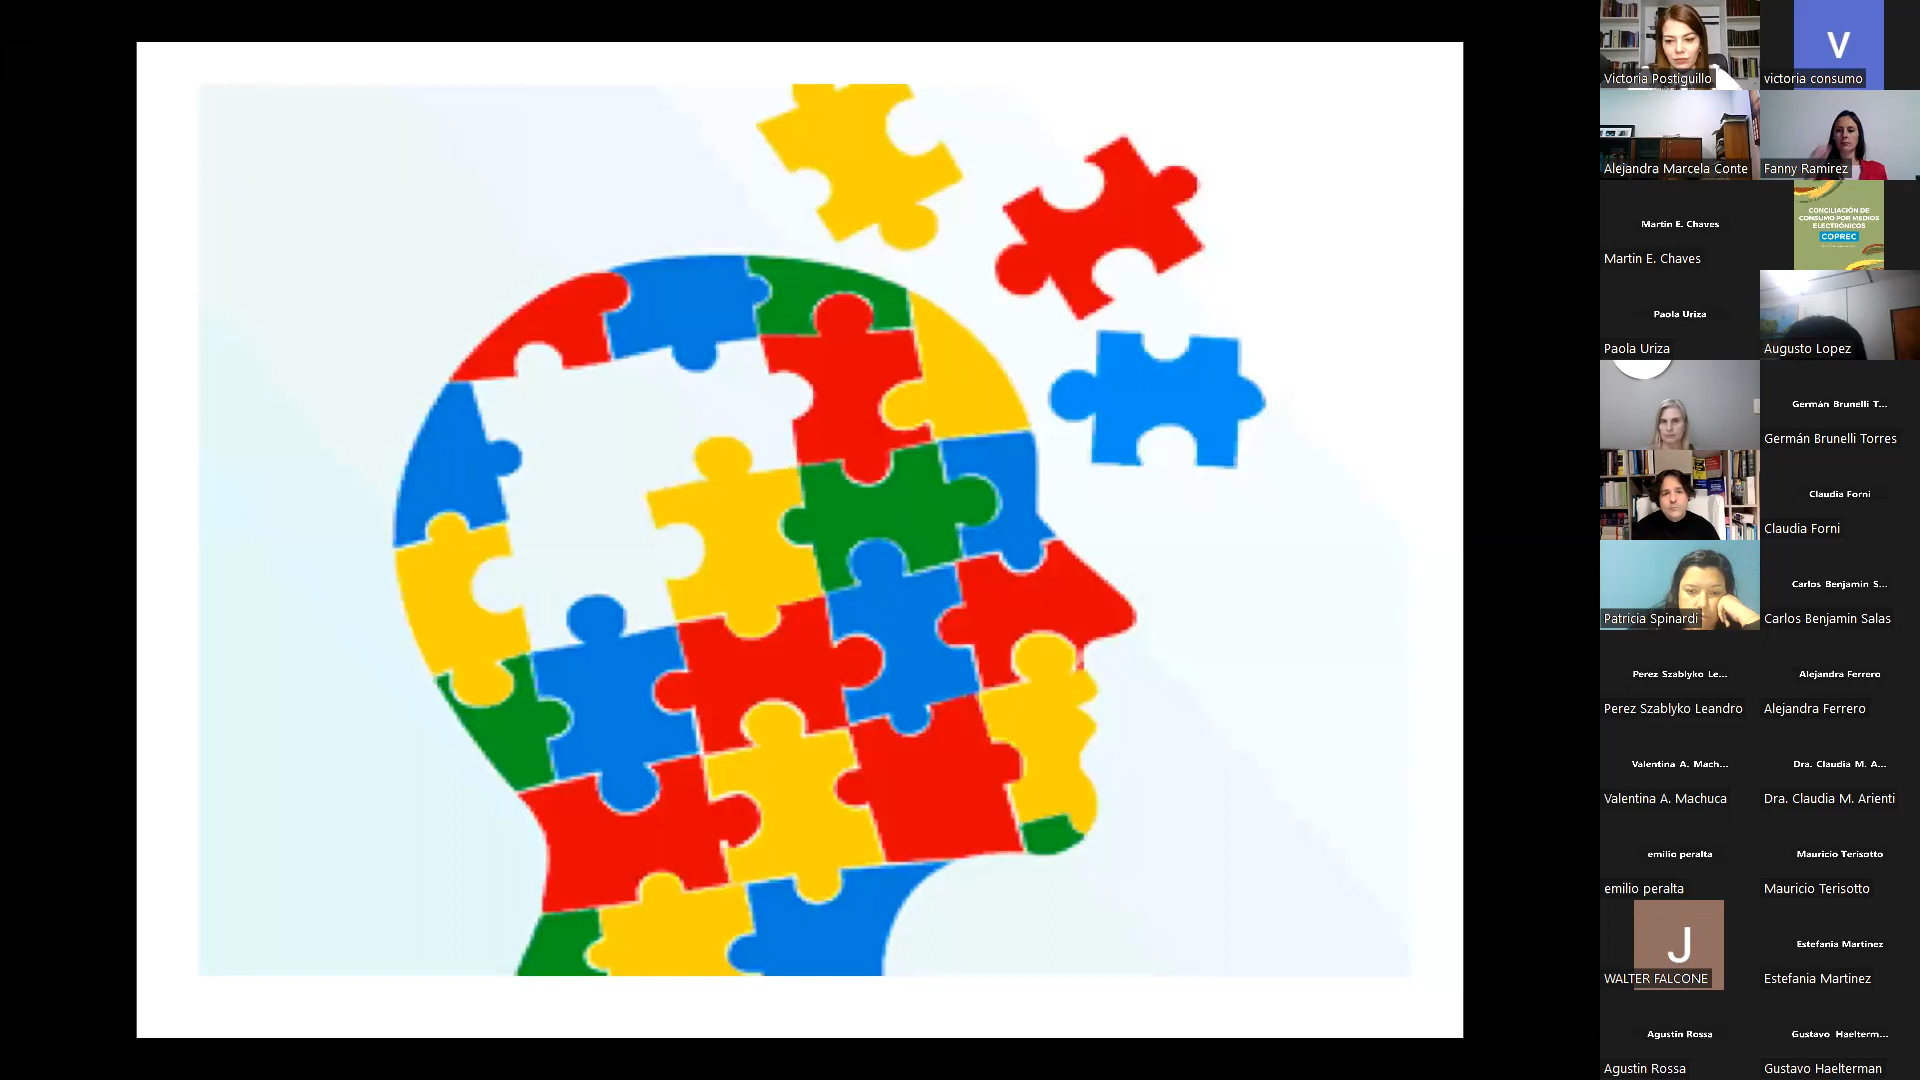 Victoria Postiguillo
V
victoria consumo
Alejandra Marcela Conte
Fanny Ramirez
Martin E. Chaves
Martin E. Chaves
CONCILIACIÓN DE
CONSUMO POR MEDIOS
ELECTRÓNICOS
COPREC
Paola Uriza
Paola Uriza
Augusto Lopez
Germán Brunelli T...
Germán Brunelli Torres
Claudia Forni
Claudia Forni
Patricia Spinardi
Carlos Benjamin S...
Carlos Benjamin Salas
Perez Szablyko Le...
Perez Szablyko Leandro
Alejandra Ferrero
Alejandra Ferrero
Valentina A. Mach...
Valentina A. Machuca
Dra. Claudia M. A...
Dra. Claudia M. Arienti
emilio peralta
emilio peralta
Mauricio Terisotto
Mauricio Terisotto
J
WALTER FALCONE
Estefania Martinez
Estefania Martinez
Agustin Rossa
Agustin Rossa
Gustavo Haelterm...
Gustavo Haelterman